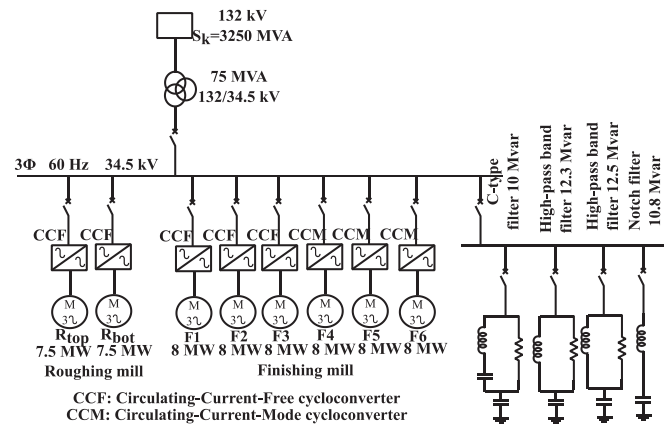 132 kV
Sk=3250 MVA
75 MVA
132/34.5 kV
3Φ 60 Hz 34.5 kV
C-type
filter 10 Mvar
High-pass band
filter 12.3 Mvar
High-pass band
filter 12.5 Mvar
Notch filter
10.8 Mvar
CCF CCF CCF CCF CCF CCM CCM CCM
M 3 M 3 M 3 M 3 M 3 M 3 M 3 M 3
Rtop Rbot F1 F2 F3 F4 F5 F6
7.5 MW 7.5 MW 8 MW 8 MW 8 MW 8 MW 8 MW 8 MW
Roughing mill Finishing mill
CCF: Circulating-Current-Free cycloconverter
CCM: Circulating-Current-Mode cycloconverter